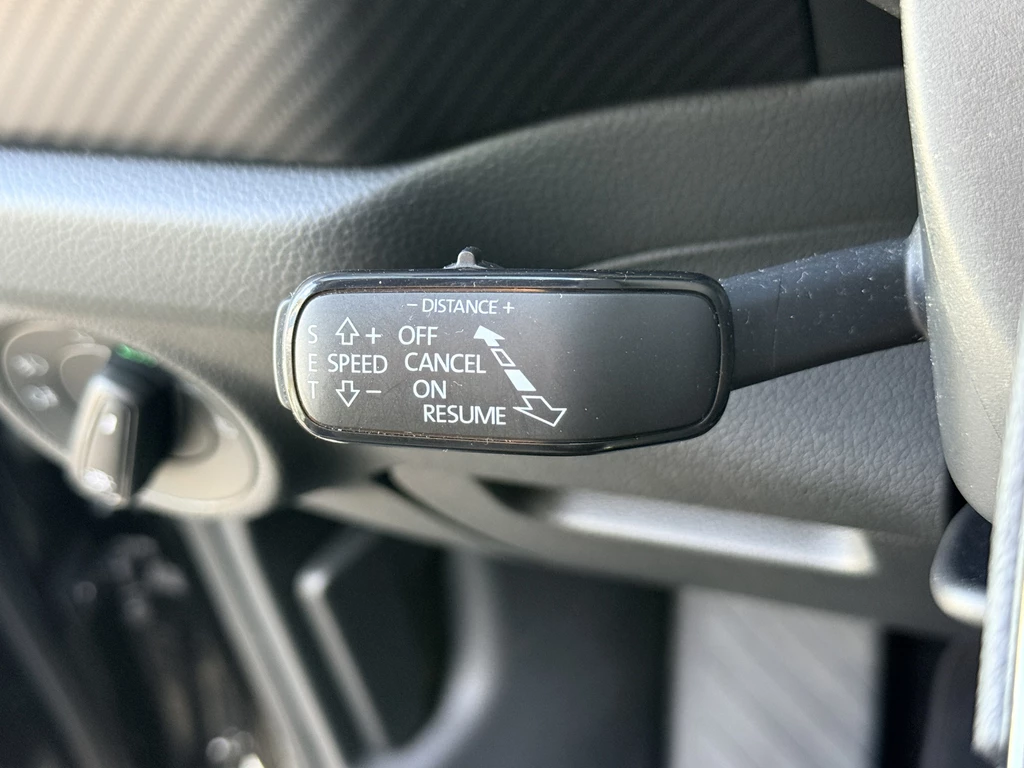 - DISTANCE +
S + OFF
E SPEED CANCEL
T - ON
RESUME